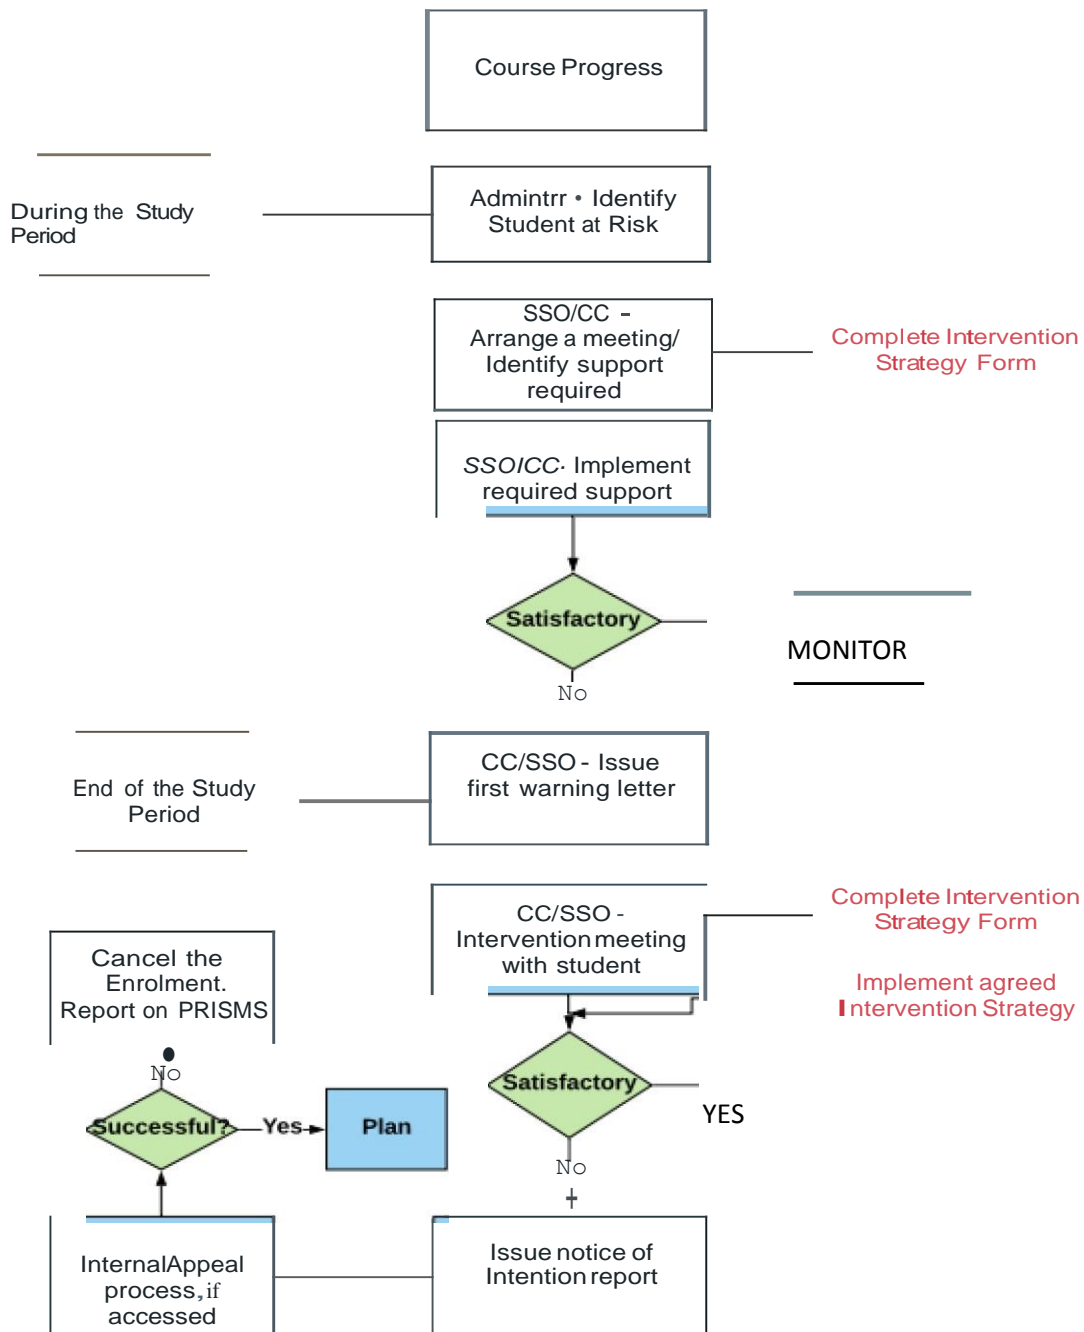 Course Progress
During the Study
Period
Admintrr • Identify
Student at Risk
SSO/CC -
Arrange a meeting/
Identify support
required
Complete Intervention
Strategy Form
SSOICC· Implement
required support
Satisfactory
MONITOR
No
End of the Study
Period
CC/SSO - Issue
first warning letter
CC/SSO -
Intervention meeting
with student
Complete Intervention
Strategy Form
Implement agreed
Intervention Strategy
Cancel the
Enrolment.
Report on PRISMS
No
Successful?
Yes
Plan
Satisfactory
YES
No
InternalAppeal
process, if
accessed
Issue notice of
Intention report